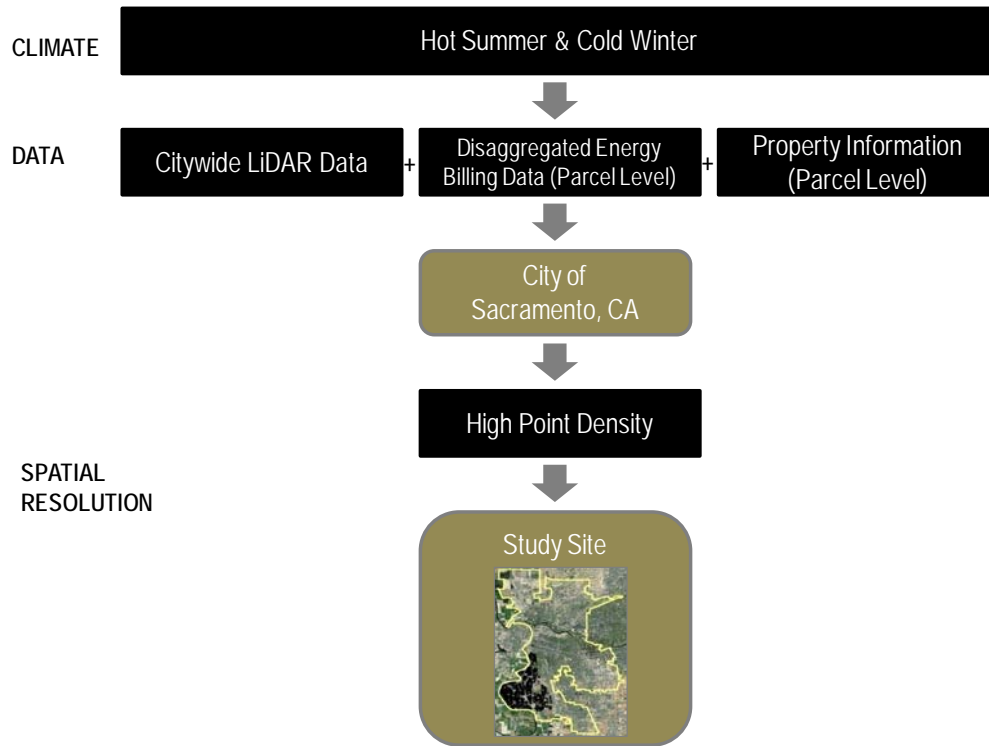 CLIMATE
Hot Summer & Cold Winter
DATA
Citywide LiDAR Data
+
Disaggregated Energy
Billing Data (Parcel Level)
+
Property Information
(Parcel Level)
City of
Sacramento, CA
High Point Density
SPATIAL
RESOLUTION
Study Site